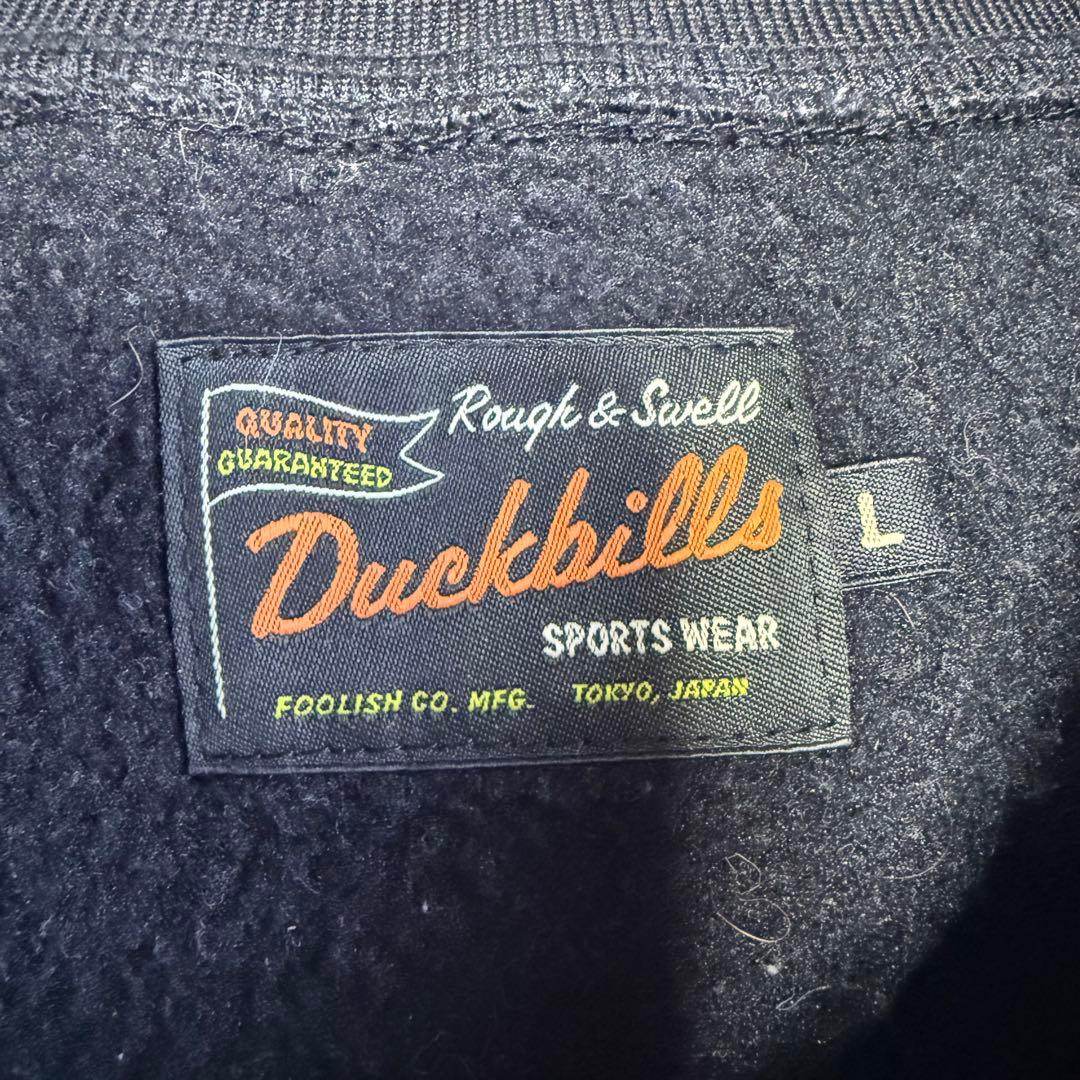 QUALITY
GUARANTEED
Rough & Swell
Duckbills
SPORTS WEAR
FOOLISH CO. MFG. TOKYO, JAPAN
L